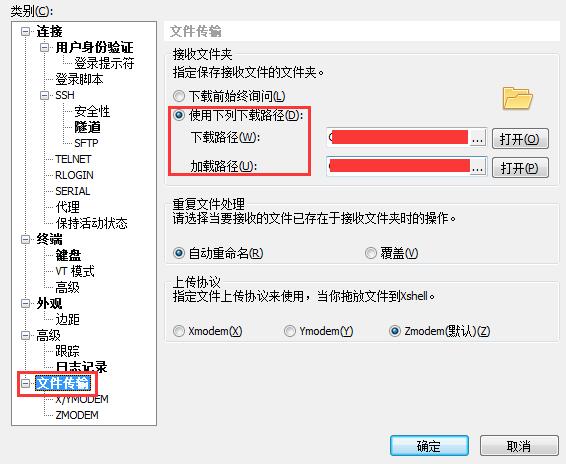 类别(C):
连接
用户身份验证
登录提示符
登录脚本
SSH
安全性
隧道
SFTP
TELNET
RLOGIN
SERIAL
代理
保持活动状态
终端
键盘
VT 模式
高级
外观
边距
高级
跟踪
日志记录
文件传输
X/YMODEM
ZMODEM
文件传输
接收文件夹
指定保存接收文件的文件夹。
下载前始终询问(L)
使用下列下载路径(D):
下载路径(W): ... 打开(O)
加载路径(U): ... 打开(P)
重复文件处理
请选择当要接收的文件已存在于接收文件夹时的操作。
自动重命名(R) 覆盖(V)
上传协议
指定文件上传协议来使用，当你拖放文件到Xshell。
Xmodem(X) Ymodem(Y) Zmodem(默认)(Z)
确定 取消